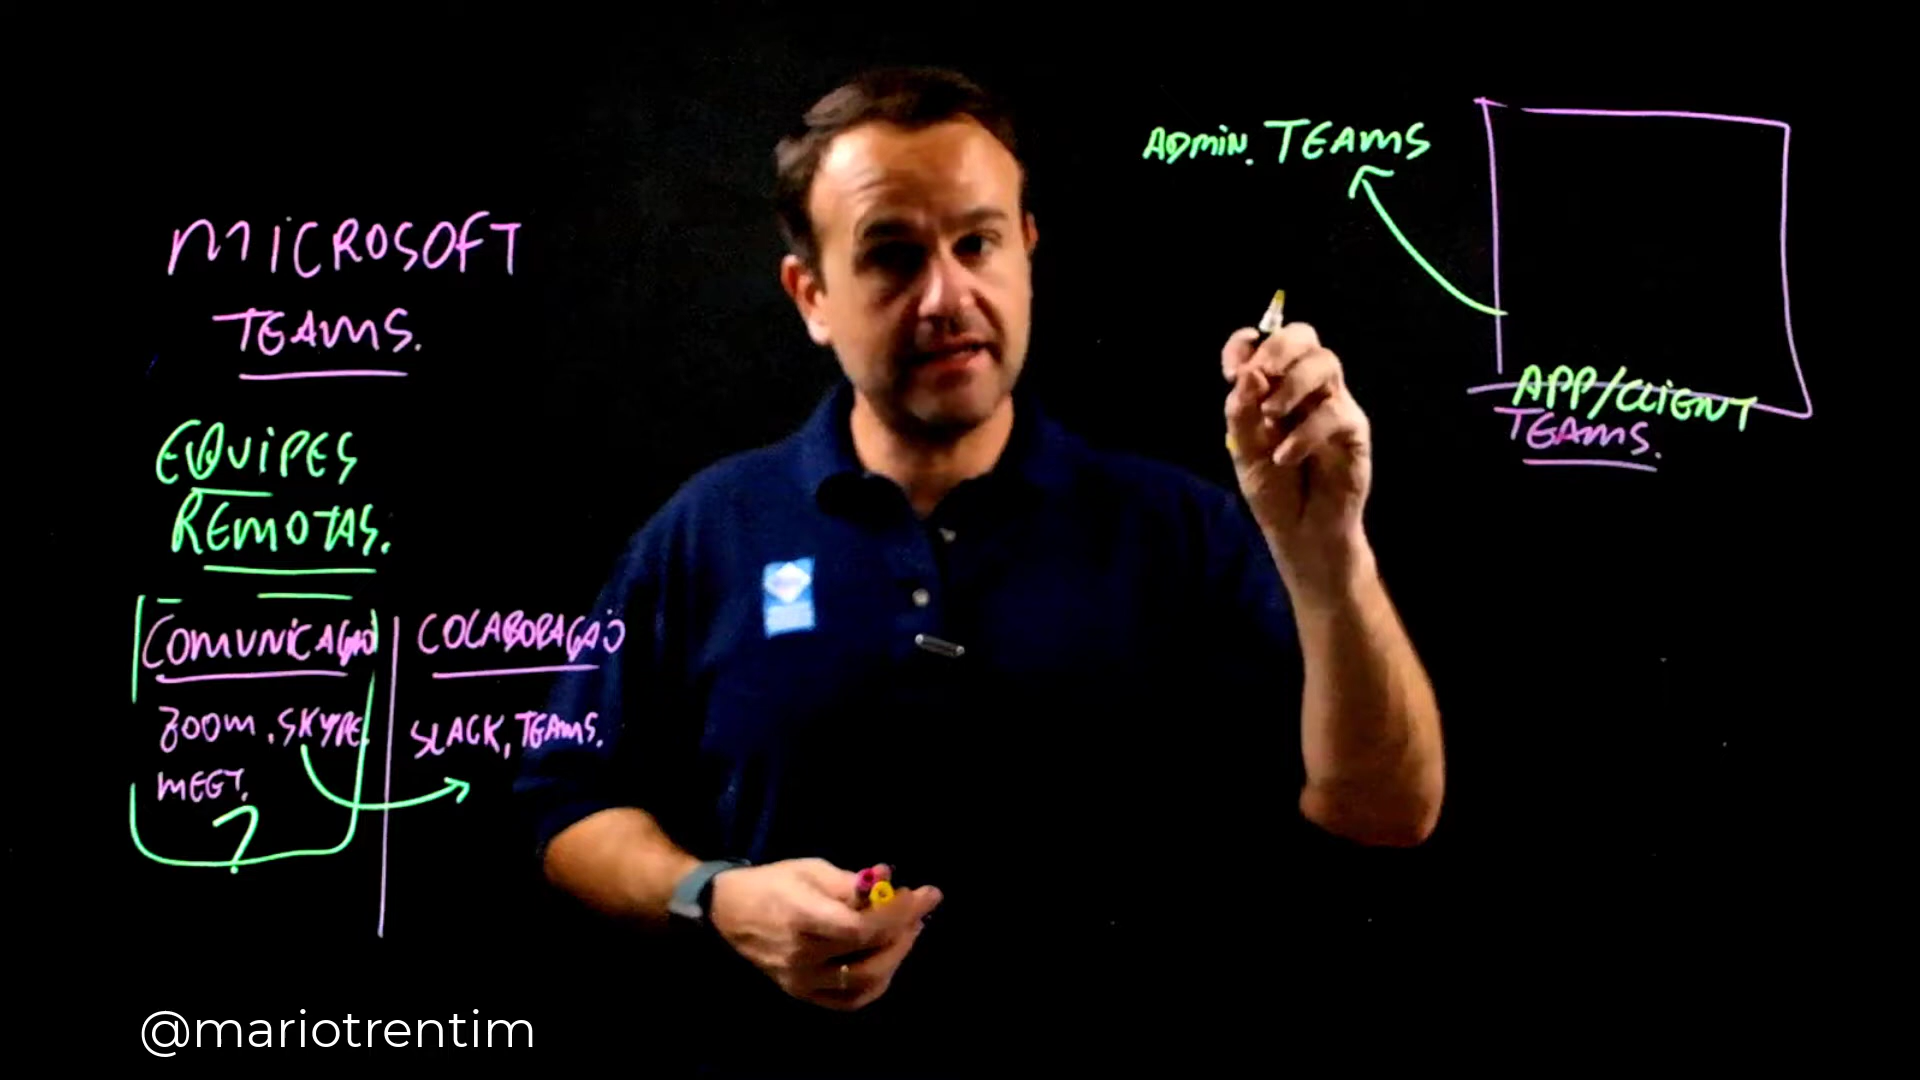 MICROSOFT
TEAMS.
EQUIPES
REMOTAS.
COMUNICAÇÃO
ZOOM, SKYPE,
MEET.
?
COLABORAÇÃO
SLACK, TEAMS.
ADMIN. TEAMS
APP/CLIENT
TEAMS.
@mariotrentim